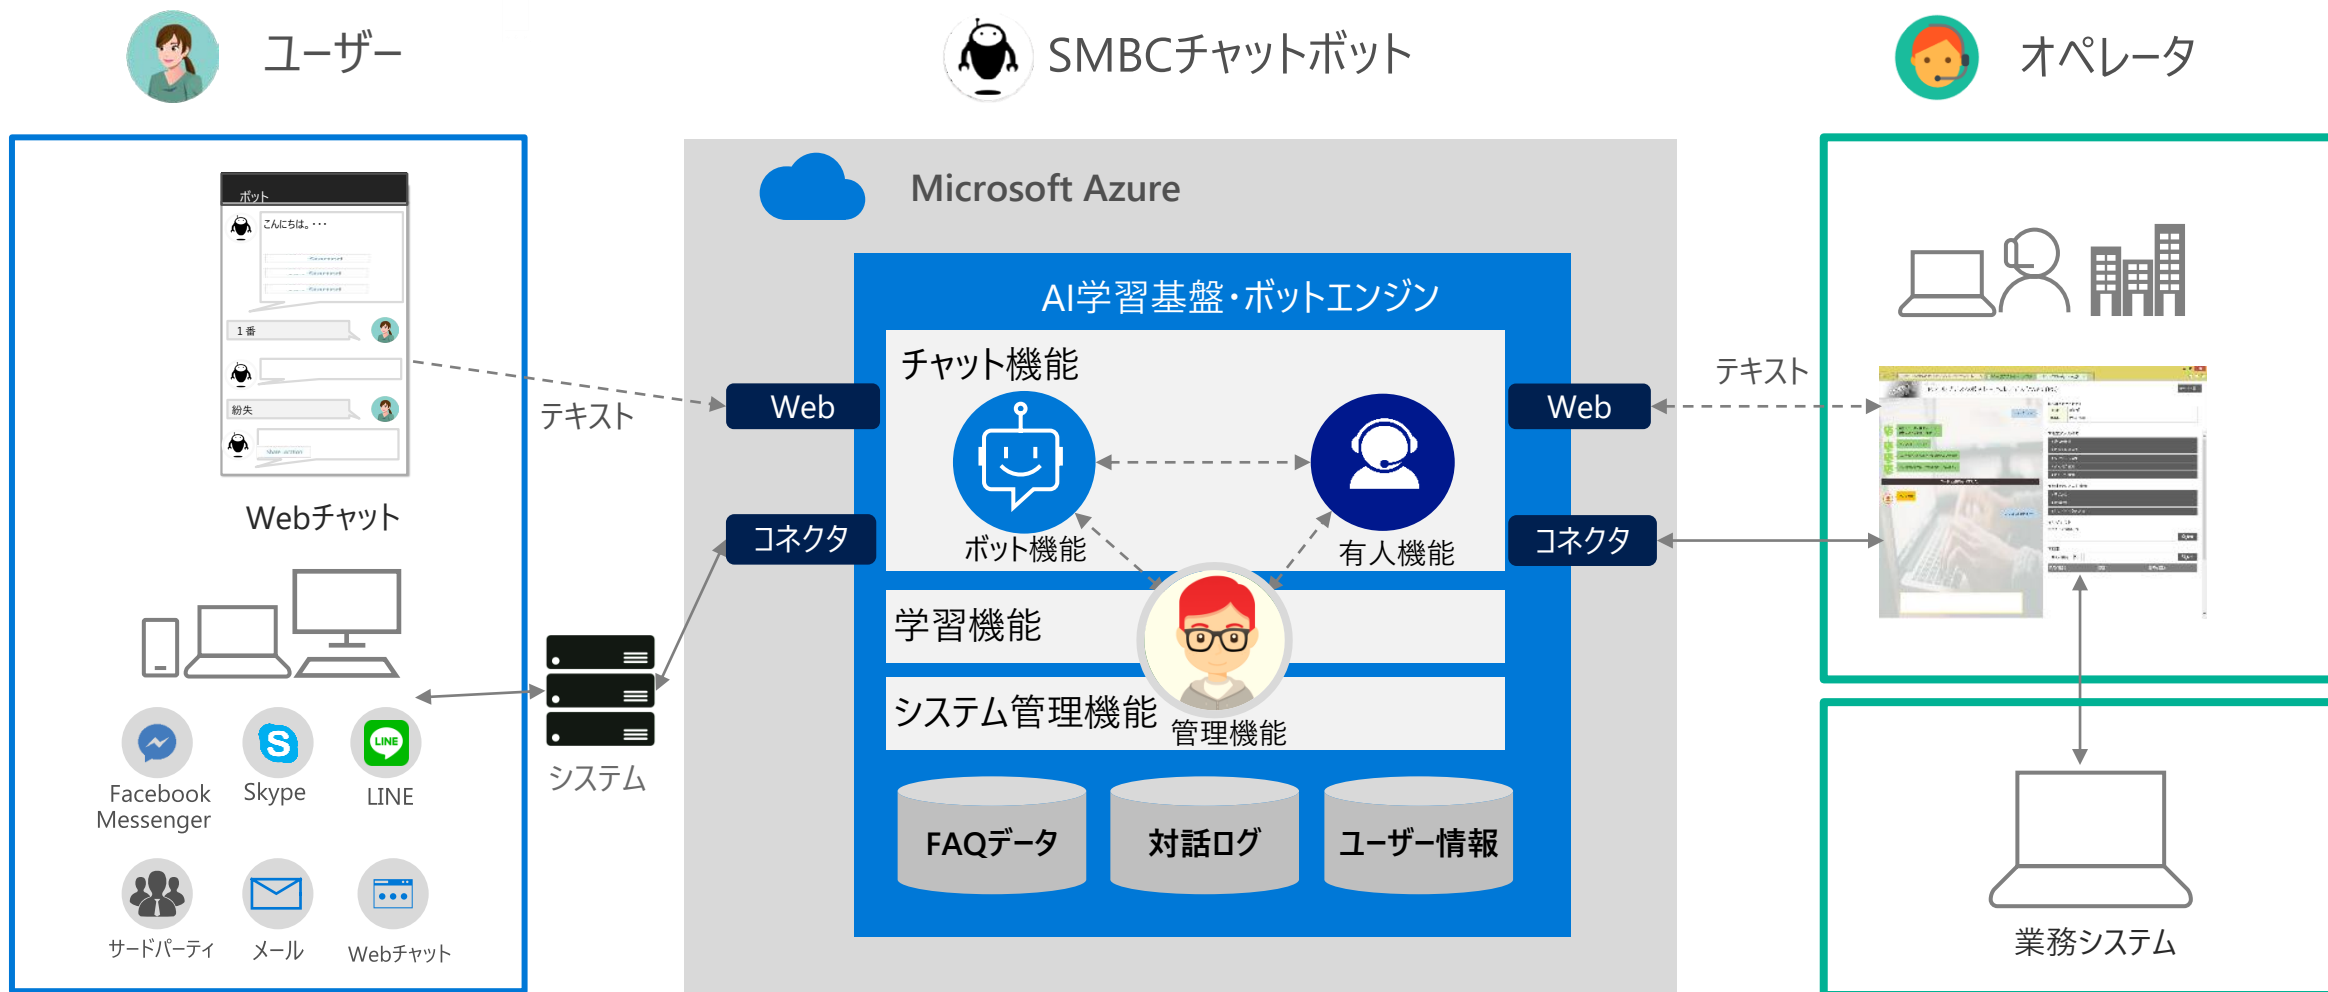 ユーザー
SMBCチャットボット
オペレータ
ボット
こんにちは。・・・
1番
紛失
Webチャット
Facebook
Messenger
Skype
LINE
LINE
サードパーティ
メール
Webチャット
テキスト
システム
Microsoft Azure
AI学習基盤・ボットエンジン
チャット機能
Web
コネクタ
ボット機能
有人機能
Web
コネクタ
学習機能
システム管理機能
管理機能
FAQデータ
対話ログ
ユーザー情報
テキスト
業務システム